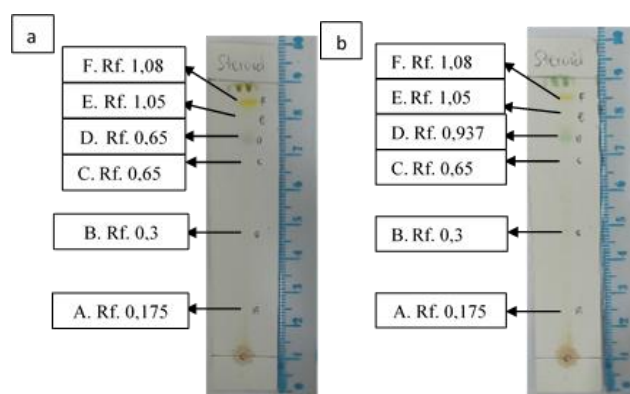 a
Steroid
F. Rf. 1,08
E. Rf. 1,05
D. Rf. 0,65
C. Rf. 0,65
B. Rf. 0,3
A. Rf. 0,175
F
E
D
C
b
Steroid
F. Rf. 1,08
E. Rf. 1,05
D. Rf. 0,937
C. Rf. 0,65
B. Rf. 0,3
A. Rf. 0,175
F
E
D
C